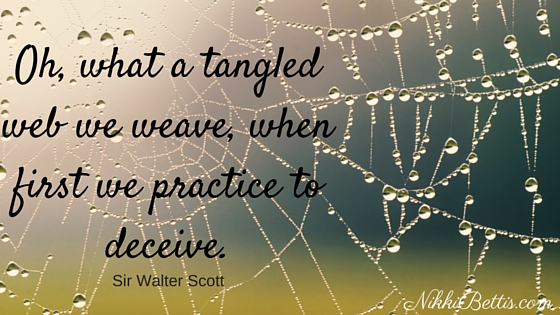 Oh, what a tangled
web we weave, when
first we practice to
deceive.
Sir Walter Scott
NikkiBettis.com